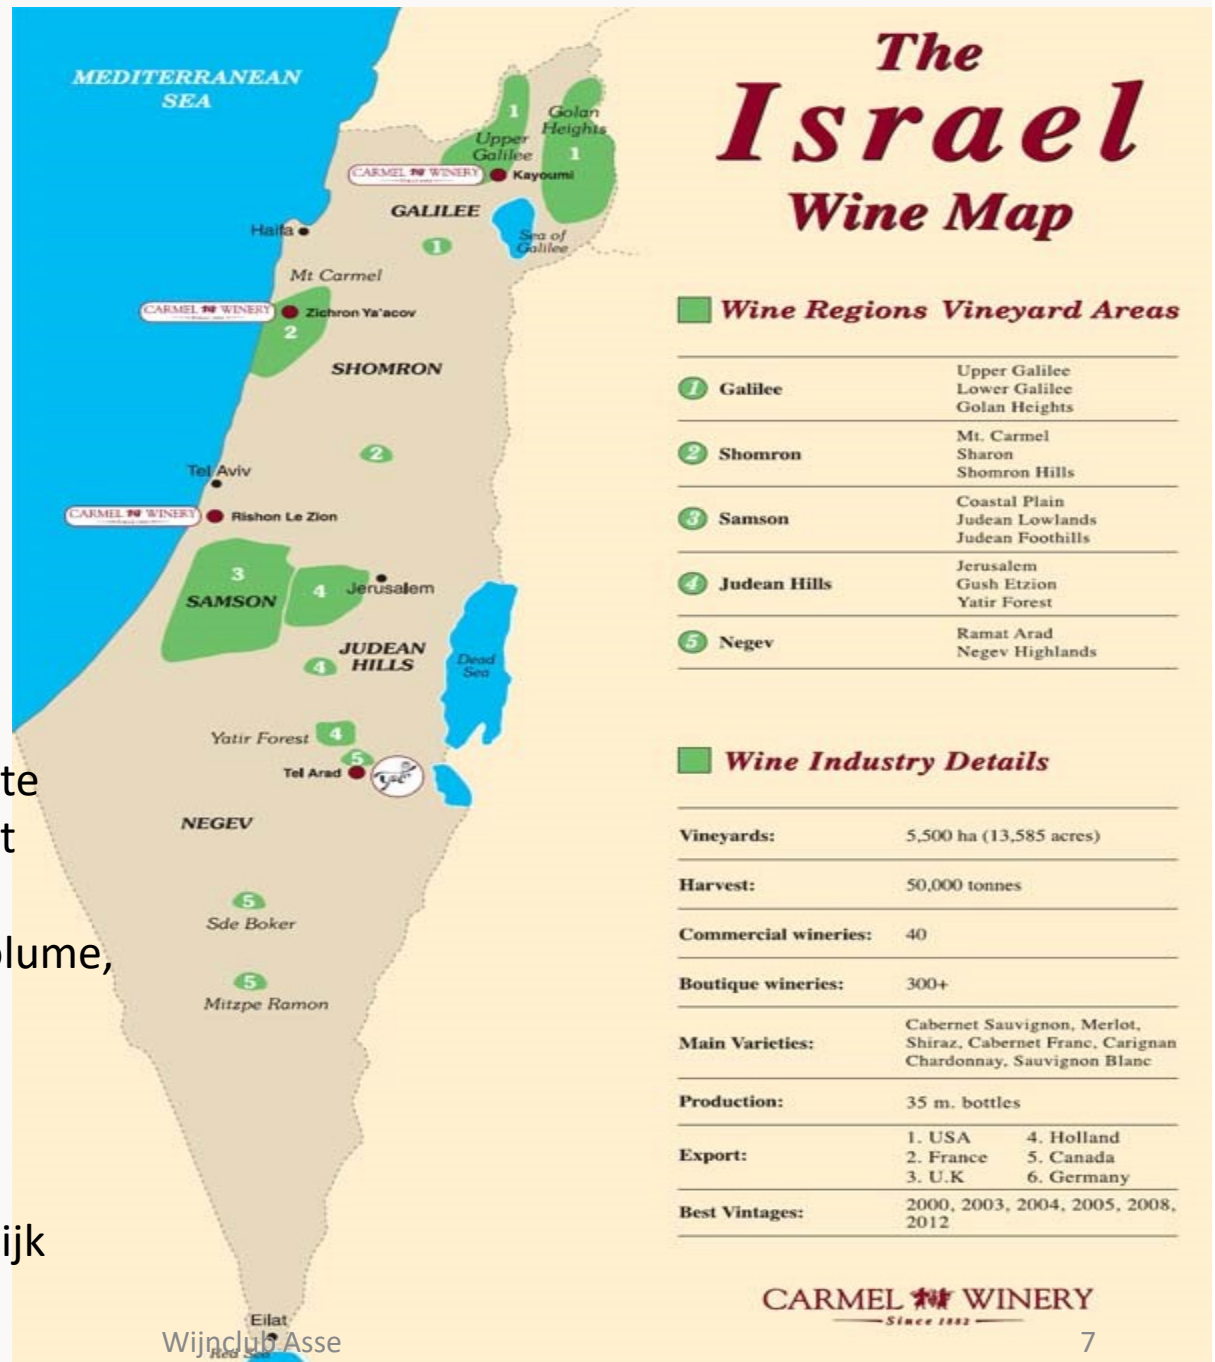 MEDITERRANEAN
SEA
1
Golan
Heights
Upper
Galilee
1
CARMEL WINERY
Kayoumi
GALILEE
Haifa
1
Sea of
Galilee
Mt Carmel
CARMEL WINERY
Zichron Ya'acov
2
SHOMRON
2
Tel Aviv
CARMEL WINERY
Rishon Le Zion
3
SAMSON
4
Jerusalem
JUDEAN
HILLS
4
Dead
Sea
Yatir Forest
4
5
Tel Arad
NEGEV
5
Sde Boker
5
Mitzpe Ramon
Eilat
Red Sea
te
t
olume,
ijk
The
Israel
Wine Map
Wine Regions Vineyard Areas
1 Galilee
Upper Galilee
Lower Galilee
Golan Heights
2 Shomron
Mt. Carmel
Sharon
Shomron Hills
3 Samson
Coastal Plain
Judean Lowlands
Judean Foothills
4 Judean Hills
Jerusalem
Gush Etzion
Yatir Forest
5 Negev
Ramat Arad
Negev Highlands
Wine Industry Details
Vineyards: 5,500 ha (13,585 acres)
Harvest: 50,000 tonnes
Commercial wineries: 40
Boutique wineries: 300+
Main Varieties:
Cabernet Sauvignon, Merlot,
Shiraz, Cabernet Franc, Carignan
Chardonnay, Sauvignon Blanc
Production: 35 m. bottles
Export:
1. USA 4. Holland
2. France 5. Canada
3. U.K 6. Germany
Best Vintages:
2000, 2003, 2004, 2005, 2008,
2012
CARMEL WINERY
Since 1882
Wijnclub Asse
7